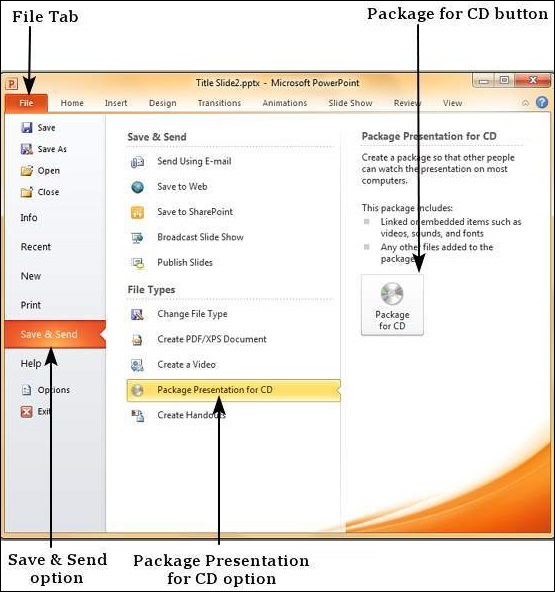 File Tab
Package for CD button
P
Title Slide2.pptx - Microsoft PowerPoint
File
Home
Insert
Design
Transitions
Animations
Slide Show
Review
View
Save
Save As
Open
Close
Info
Recent
New
Print
Save & Send
Help
Options
Exit
Save & Send
Send Using E-mail
Save to Web
Save to SharePoint
Broadcast Slide Show
Publish Slides
File Types
Change File Type
Create PDF/XPS Document
Create a Video
Package Presentation for CD
Create Handouts
Package Presentation for CD
Create a package so that other people
can watch the presentation on most
computers.
This package includes:
Linked or embedded items such as
videos, sounds, and fonts
Any other files added to the
package
Package
for CD
Save & Send
option
Package Presentation
for CD option